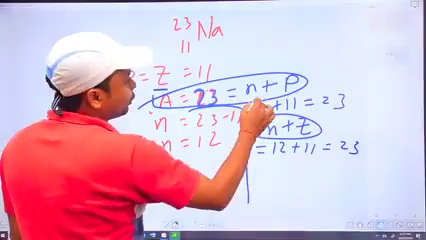 23
Na
11
= Z = 11
A = 23 = n + P
+ 11 = 23
n = 23 - 1
n + Z
n = 12
= 12 + 11 = 23